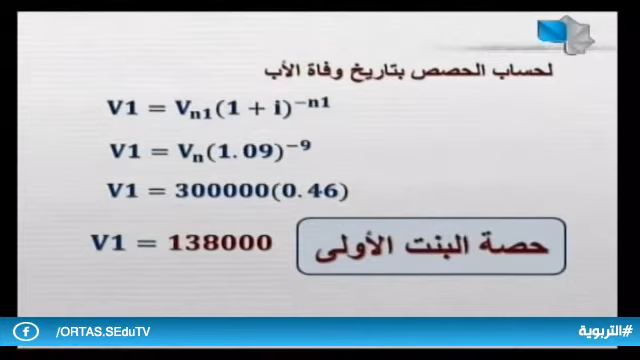 لحساب الحصص بتاريخ وفاة الأب
V1 = Vn1(1 + i)−n1
V1 = Vn(1.09)−9
V1 = 300000(0.46)
V1 = 138000
حصة البنت الأولى
/ORTAS.SEduTV
#التربوية